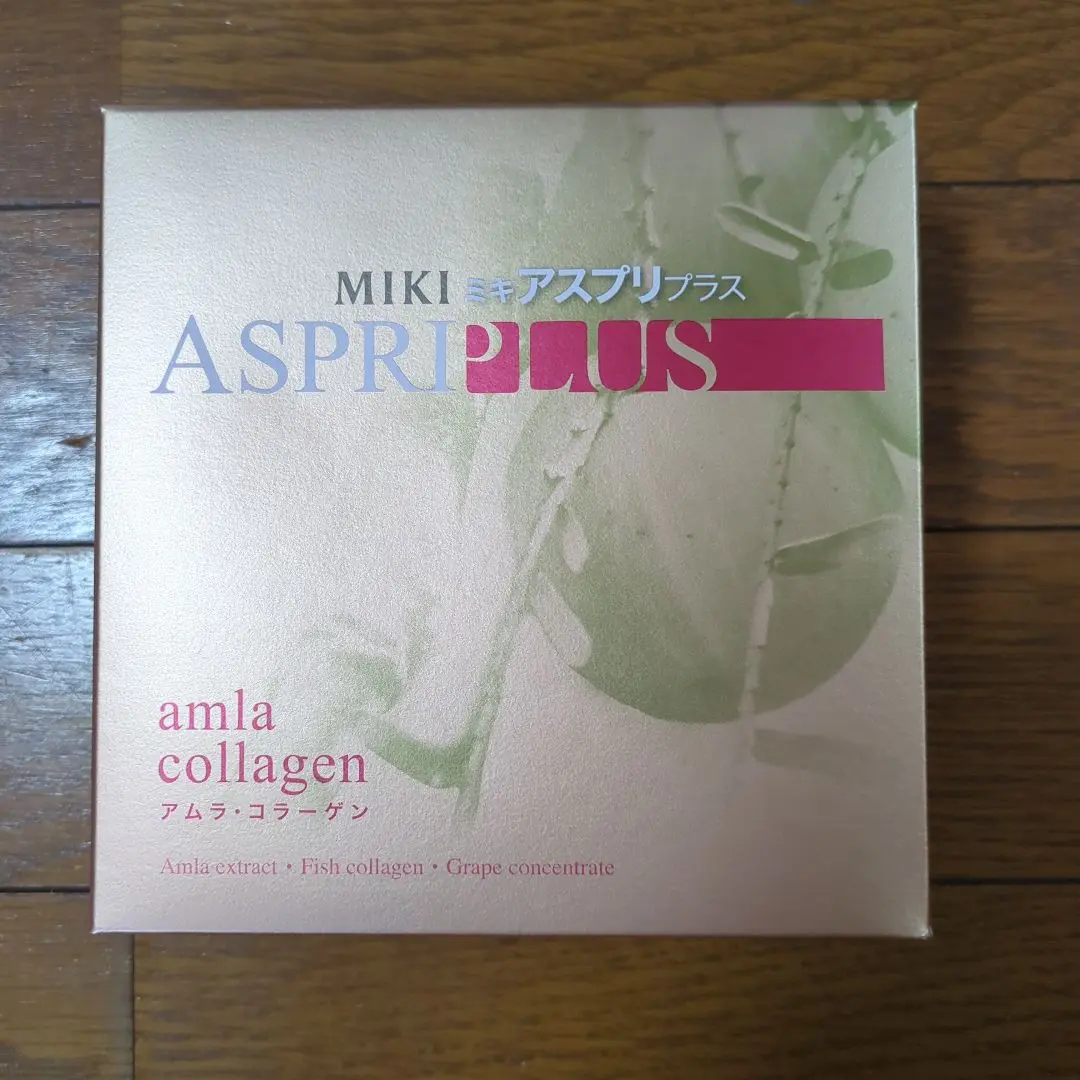 MIKI ミキアスプリプラス
ASPRIPLUS
amla
collagen
アムラ・コラーゲン
Amla extract・Fish collagen・Grape concentrate